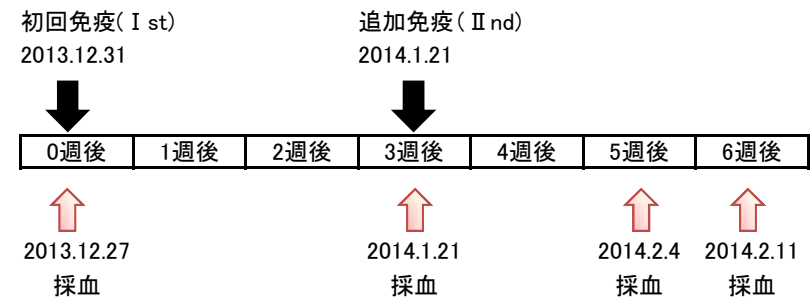 初回免疫(Ⅰst) 追加免疫(Ⅱnd)
2013.12.31 2014.1.21
0週後 1週後 2週後 3週後 4週後 5週後 6週後
2013.12.27 2014.1.21 2014.2.4 2014.2.11
採血 採血 採血 採血